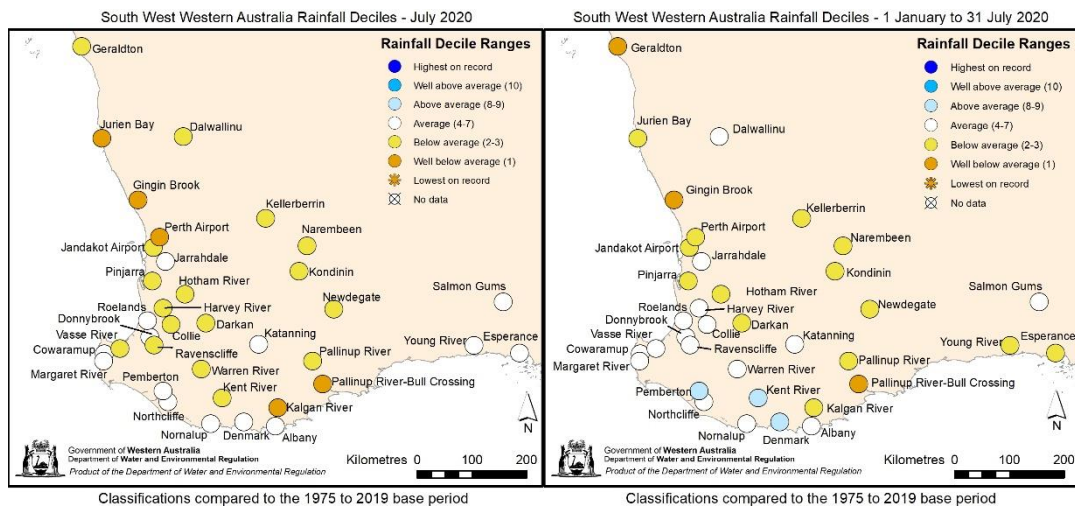 South West Western Australia Rainfall Deciles - July 2020
Geraldton
Rainfall Decile Ranges
Highest on record
Well above average (10)
Above average (8-9)
Average (4-7)
Below average (2-3)
Well below average (1)
Lowest on record
No data
Jurien Bay
Dalwallinu
Gingin Brook
Kellerberrin
Perth Airport
Narembeen
Jandakot Airport
Jarrahdale
Kondinin
Pinjarra
Hotham River
Salmon Gums
Roelands
Harvey River
Newdegate
Donnybrook
Darkan
Katanning
Young River
Esperance
Vasse River
Collie
Cowaramup
Ravenscliffe
Pallinup River
Margaret River
Warren River
Pemberton
Kent River
Pallinup River-Bull Crossing
Northcliffe
Kalgan River
Nornalup
Denmark
Albany
N
Government of Western Australia
Department of Water and Environmental Regulation
Product of the Department of Water and Environmental Regulation
Kilometres
0 100 200
Classifications compared to the 1975 to 2019 base period
South West Western Australia Rainfall Deciles - 1 January to 31 July 2020
Geraldton
Rainfall Decile Ranges
Highest on record
Well above average (10)
Above average (8-9)
Average (4-7)
Below average (2-3)
Well below average (1)
Lowest on record
No data
Jurien Bay
Dalwallinu
Gingin Brook
Kellerberrin
Perth Airport
Narembeen
Jandakot Airport
Jarrahdale
Kondinin
Pinjarra
Hotham River
Salmon Gums
Roelands
Harvey River
Newdegate
Donnybrook
Darkan
Katanning
Young River
Esperance
Vasse River
Collie
Cowaramup
Ravenscliffe
Pallinup River
Margaret River
Warren River
Pemberton
Kent River
Pallinup River-Bull Crossing
Northcliffe
Kalgan River
Nornalup
Denmark
Albany
N
Government of Western Australia
Department of Water and Environmental Regulation
Product of the Department of Water and Environmental Regulation
Kilometres
0 100 200
Classifications compared to the 1975 to 2019 base period